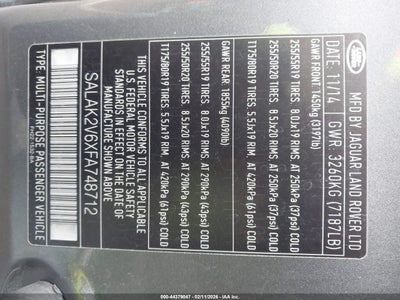 LAND ROVER
MFD BY JAGUAR LAND ROVER LTD
DATE: 11/14 GWR 3260KG (7187LB)
GAWR FRONT: 1450kg (3197lb)
255/55R19 TIRES 8.0Jx19 RIMS, AT 250KPA (37psi) COLD
255/50R20 TIRES 8.5Jx20 RIMS, AT 250KPA (37psi) COLD
T175/80R19 TIRES 5.5Jx19 RIM, AT 420KPA (61psi) COLD
GAWR REAR: 1855kg (4090lb)
255/55R19 TIRES 8.0Jx19 RIMS, AT 290KPA (43psi) COLD
255/50R20 TIRES 8.5Jx20 RIMS, AT 290KPA (43psi) COLD
T175/80R19 TIRES 5.5Jx19 RIM, AT 420KPA (61psi) COLD
THIS VEHICLE CONFORMS TO ALL APPLICABLE
U.S. FEDERAL MOTOR VEHICLE SAFETY
STANDARDS IN EFFECT ON THE DATE OF
MANUFACTURE SHOWN ABOVE.
SALAK2V6XFA748712
TYPE: MULTI-PURPOSE PASSENGER VEHICLE
000-44379047 - 02/11/2026 - IAA, Inc.